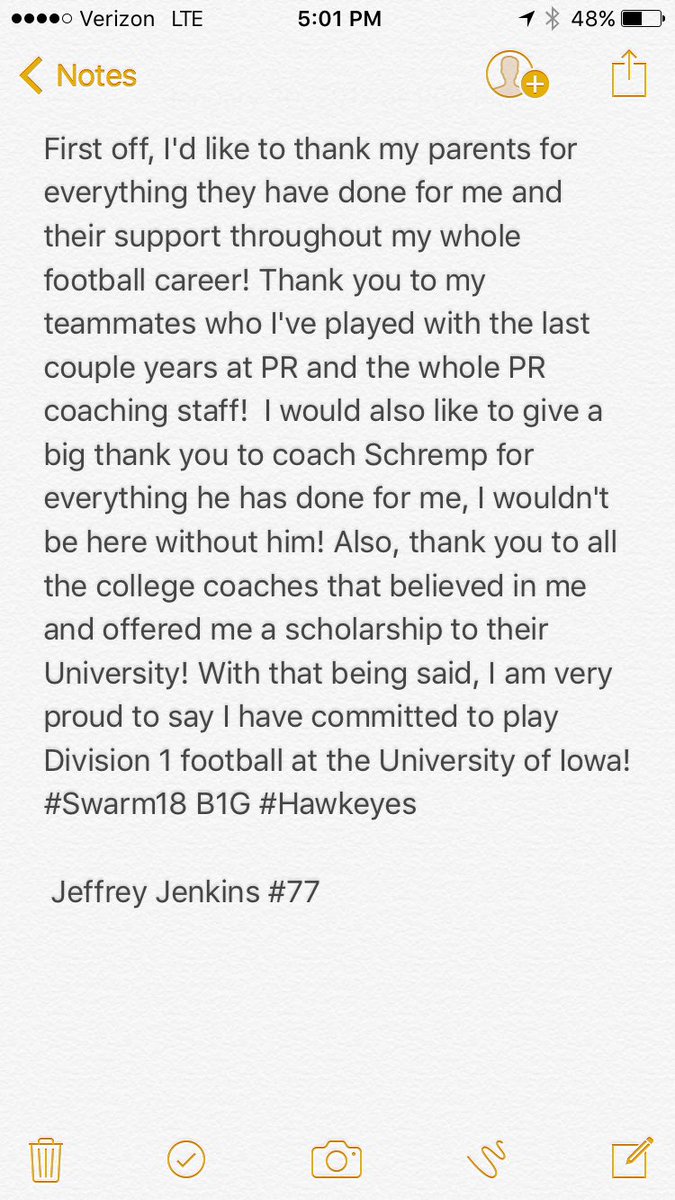 Verizon LTE 5:01 PM 48%
Notes
First off, I'd like to thank my parents for
everything they have done for me and
their support throughout my whole
football career! Thank you to my
teammates who I've played with the last
couple years at PR and the whole PR
coaching staff!  I would also like to give a
big thank you to coach Schremp for
everything he has done for me, I wouldn't
be here without him! Also, thank you to all
the college coaches that believed in me
and offered me a scholarship to their
University! With that being said, I am very
proud to say I have committed to play
Division 1 football at the University of Iowa!
#Swarm18 B1G #Hawkeyes
Jeffrey Jenkins #77